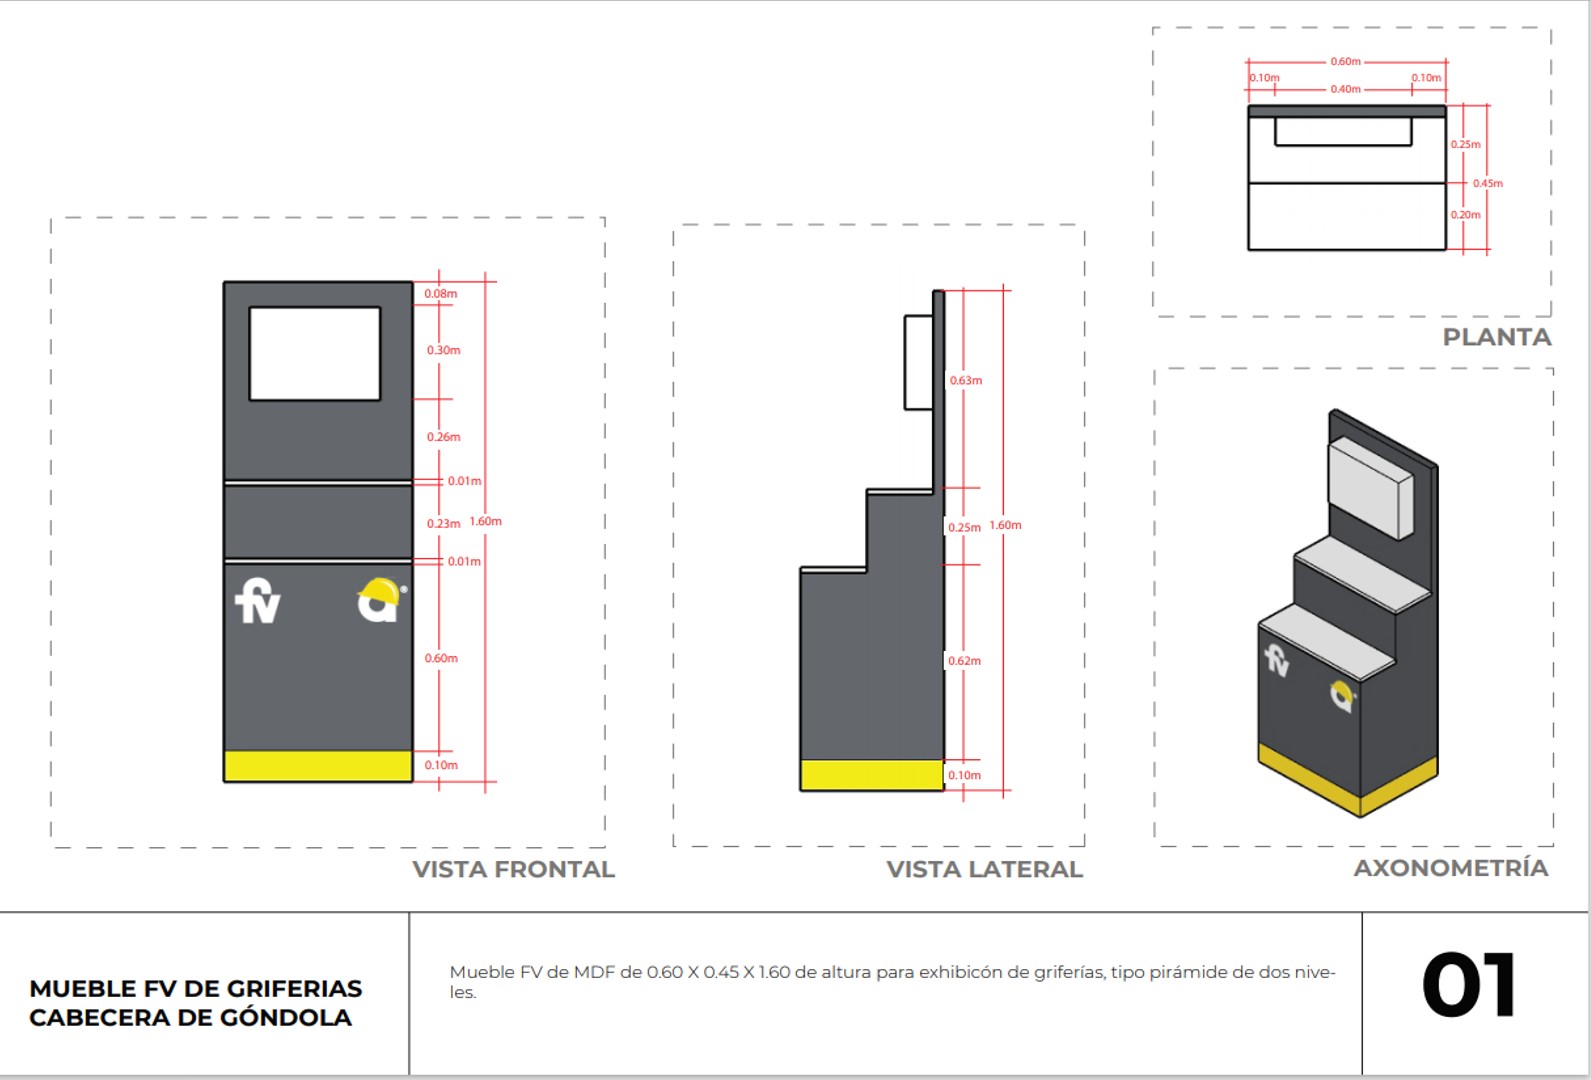 0.60m
0.10m
0.10m
0.40m
0.25m
0.45m
0.20m
PLANTA
0.08m
0.30m
0.26m
0.01m
0.23m
1.60m
0.01m
fv
a®
0.60m
0.10m
VISTA FRONTAL
0.63m
0.25m
1.60m
0.62m
0.10m
VISTA LATERAL
fv
a
AXONOMETRÍA
MUEBLE FV DE GRIFERIAS
CABECERA DE GÓNDOLA
Mueble FV de MDF de 0.60 X 0.45 X 1.60 de altura para exhibicón de griferías, tipo pirámide de dos nive-
les.
01